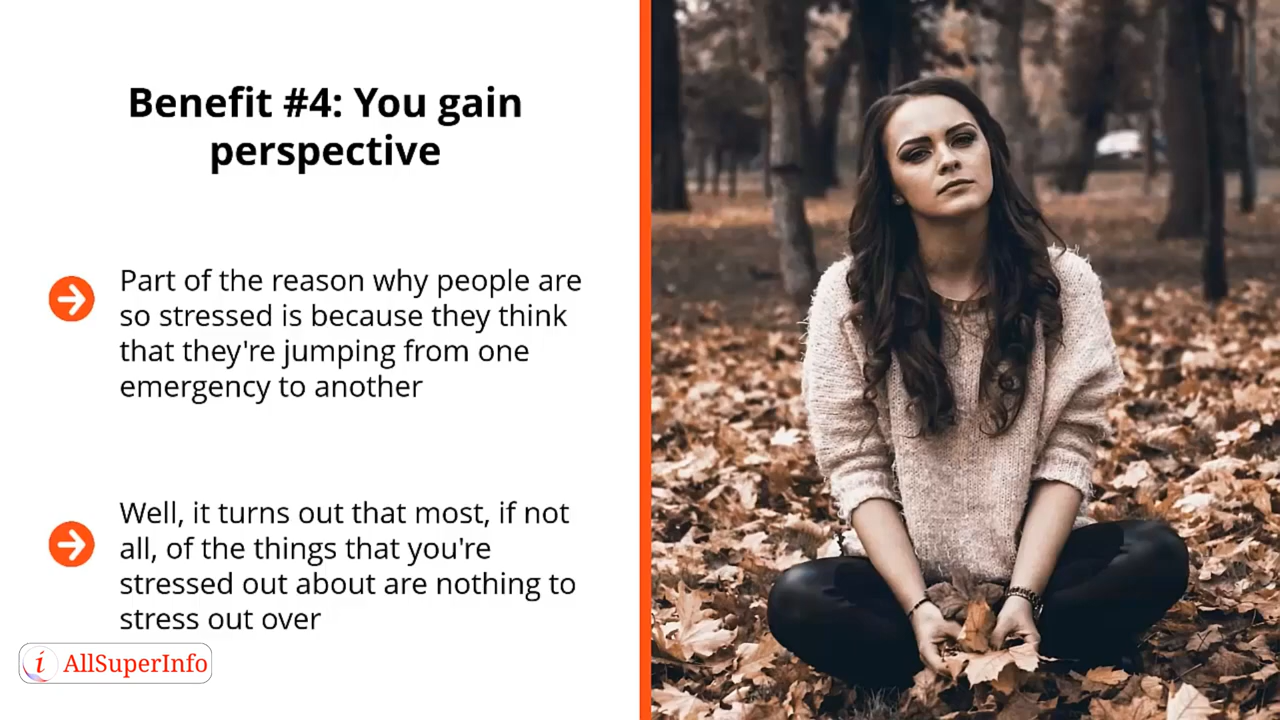 Benefit #4: You gain
perspective
Part of the reason why people are
so stressed is because they think
that they're jumping from one
emergency to another
Well, it turns out that most, if not
all, of the things that you're
stressed out about are nothing to
stress out over
i AllSuperInfo